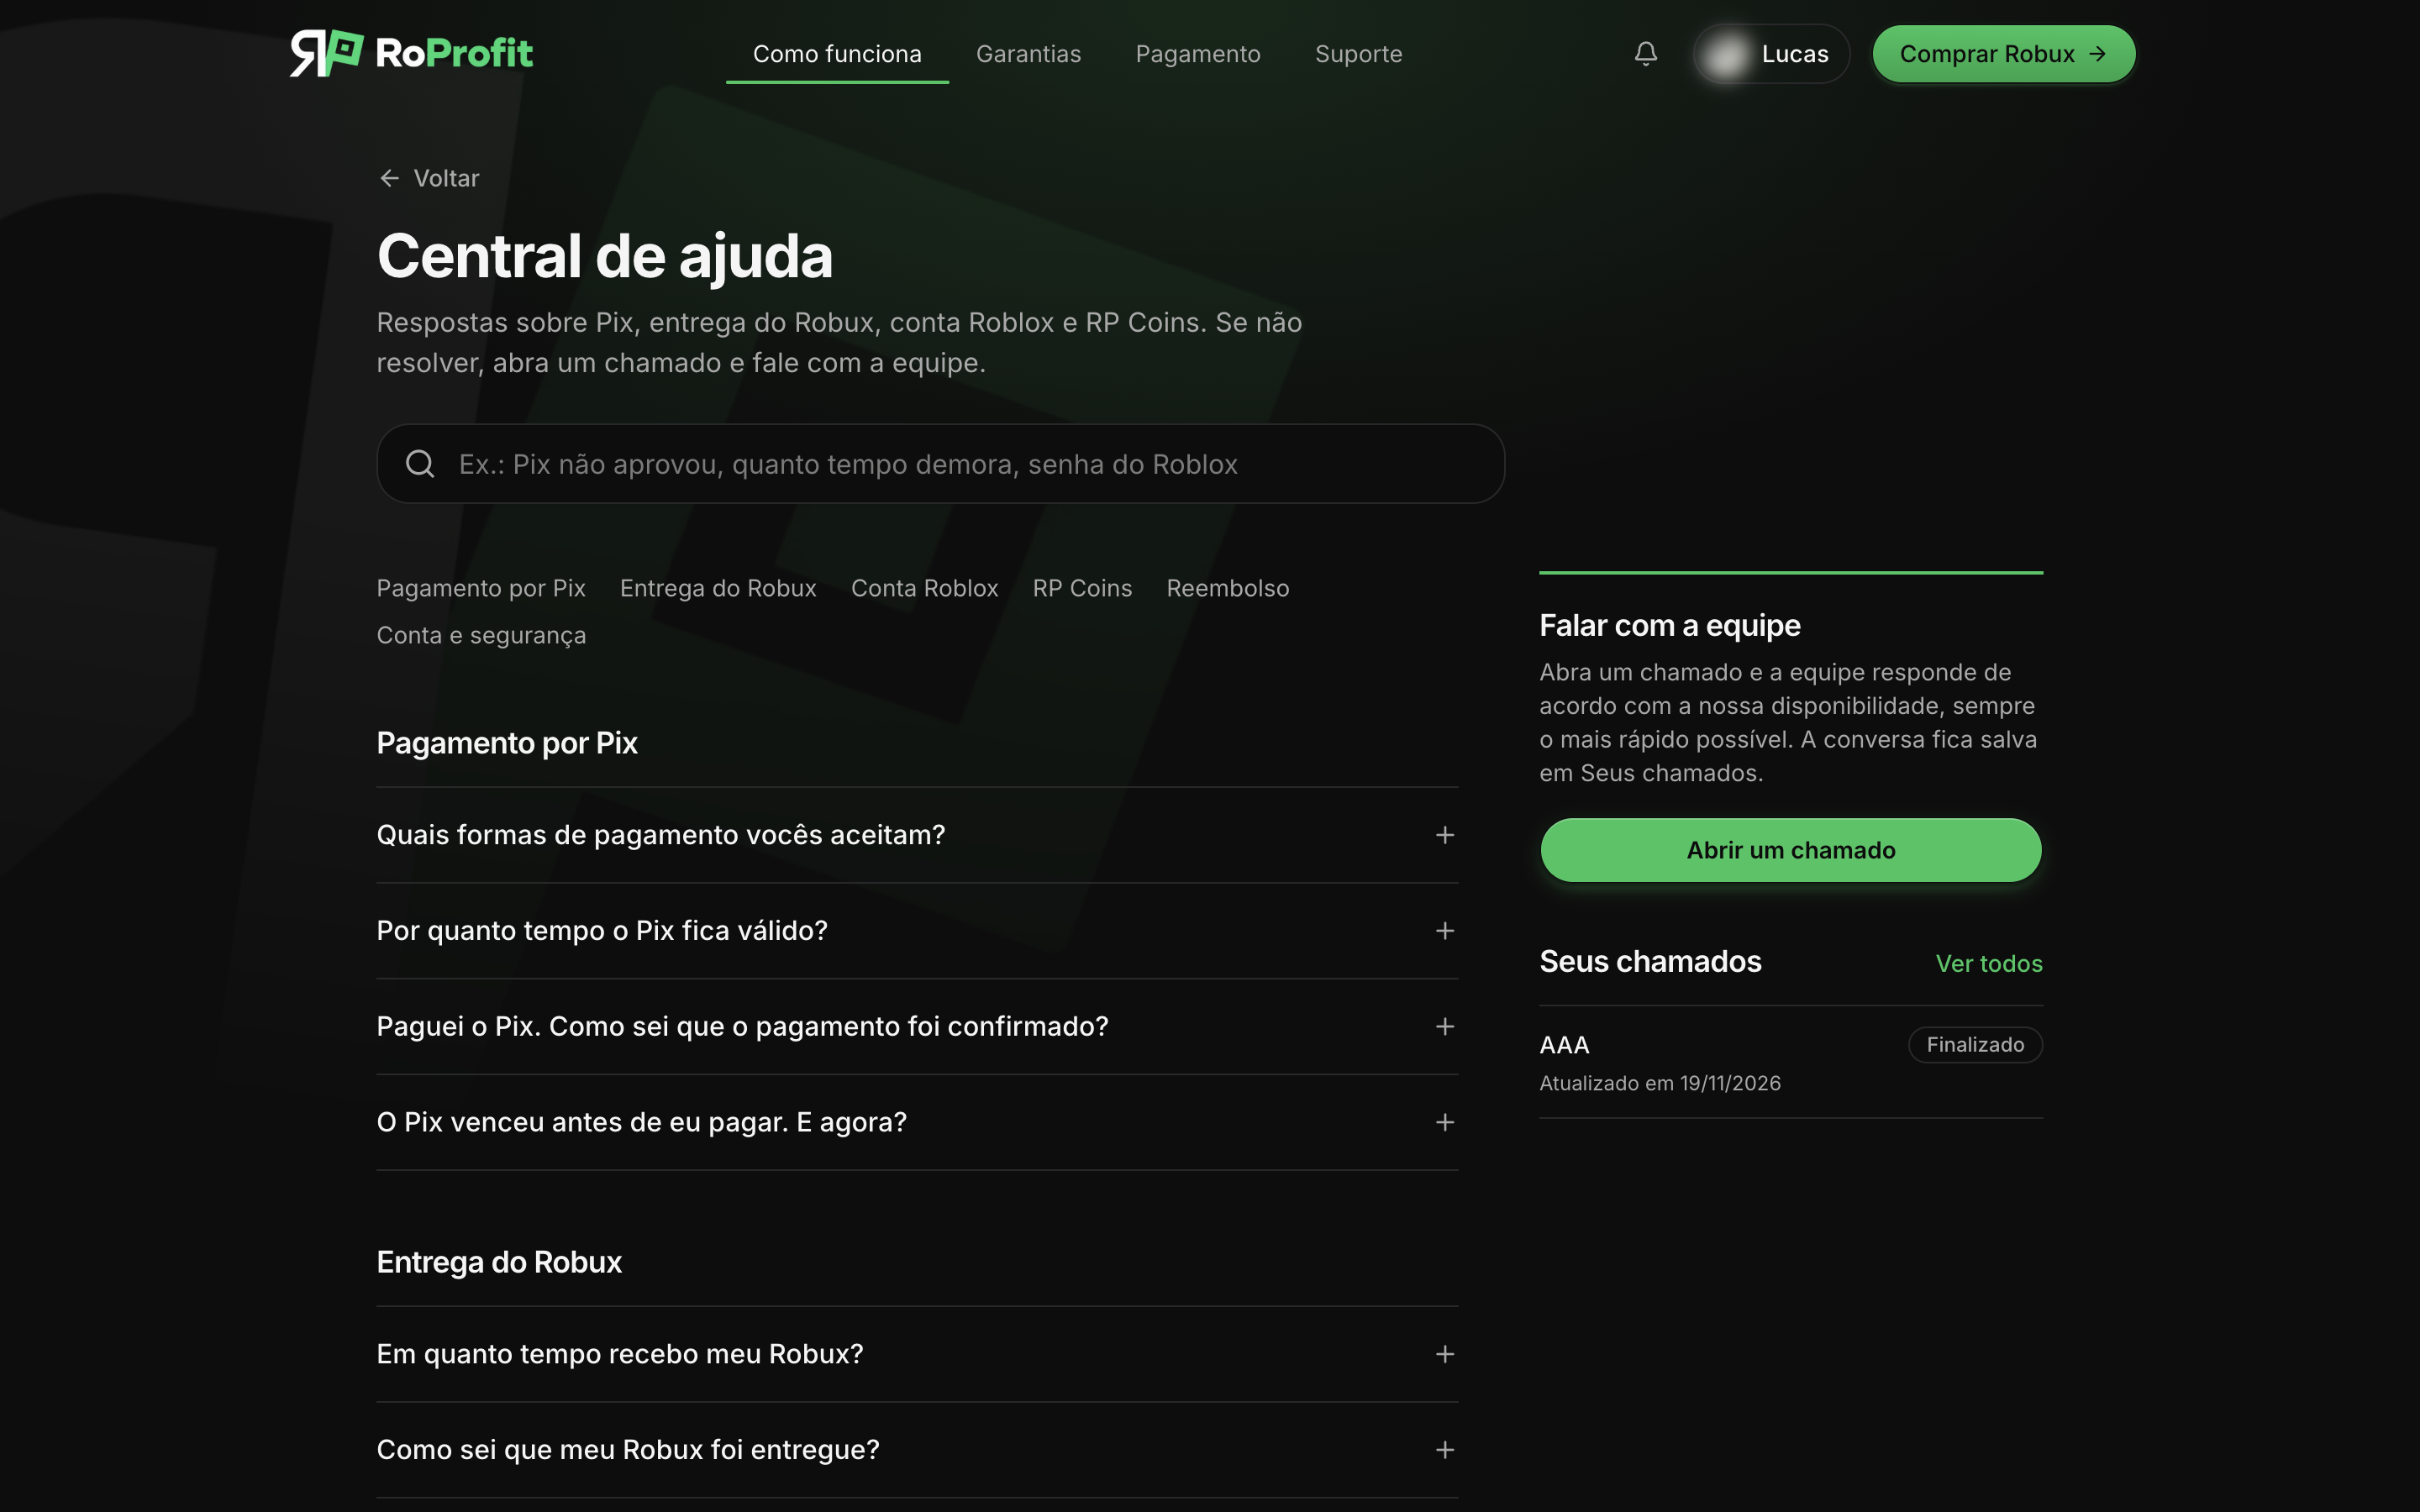 RoProfit
Como funciona
Garantias
Pagamento
Suporte
Lucas
Comprar Robux
Voltar
Central de ajuda
Respostas sobre Pix, entrega do Robux, conta Roblox e RP Coins. Se não
resolver, abra um chamado e fale com a equipe.
Ex.: Pix não aprovou, quanto tempo demora, senha do Roblox
Pagamento por Pix
Entrega do Robux
Conta Roblox
RP Coins
Reembolso
Conta e segurança
Pagamento por Pix
Quais formas de pagamento vocês aceitam?
Por quanto tempo o Pix fica válido?
Paguei o Pix. Como sei que o pagamento foi confirmado?
O Pix venceu antes de eu pagar. E agora?
Entrega do Robux
Em quanto tempo recebo meu Robux?
Como sei que meu Robux foi entregue?
Falar com a equipe
Abra um chamado e a equipe responde de
acordo com a nossa disponibilidade, sempre
o mais rápido possível. A conversa fica salva
em Seus chamados.
Abrir um chamado
Seus chamados
Ver todos
AAA
Finalizado
Atualizado em 19/11/2026